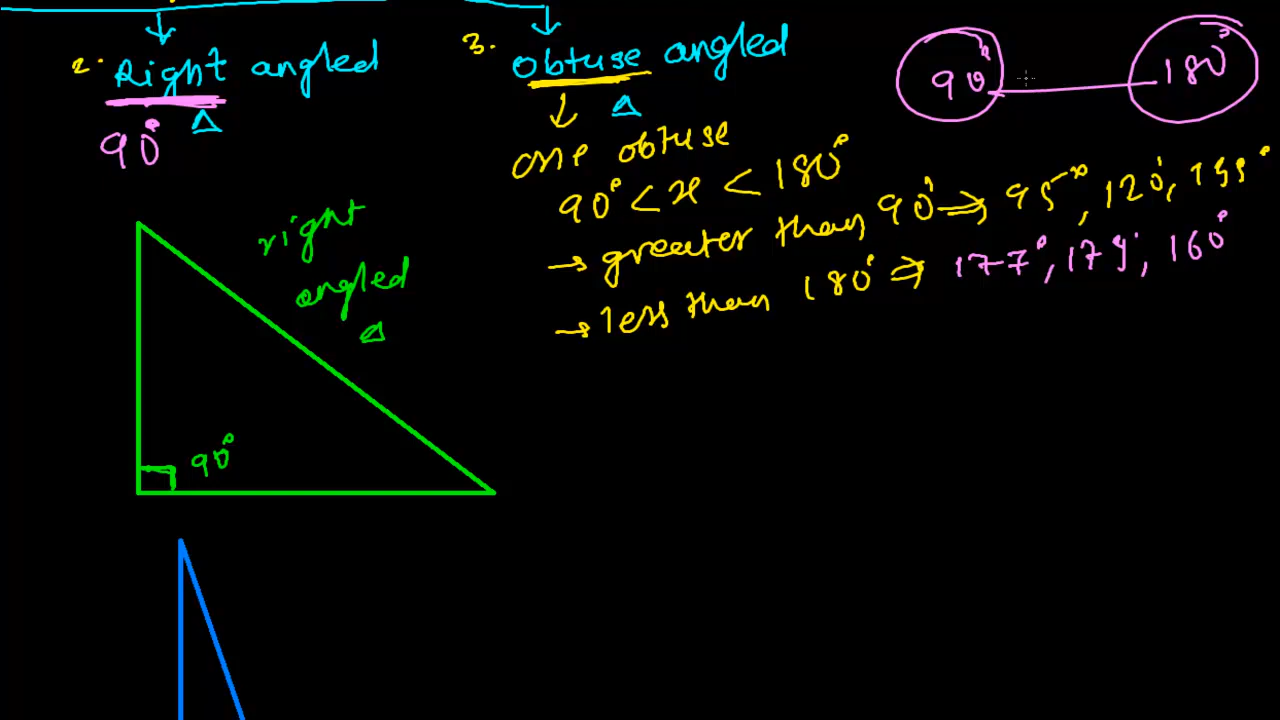 2. Right angled Δ
90°
right angled Δ
90°
3. Obtuse angled Δ
one obtuse
90° < x < 180°
→ greater than 90° ⇒ 95°, 120°,
→ less than 180° ⇒ 177°, 179°, 160°
90° 180°